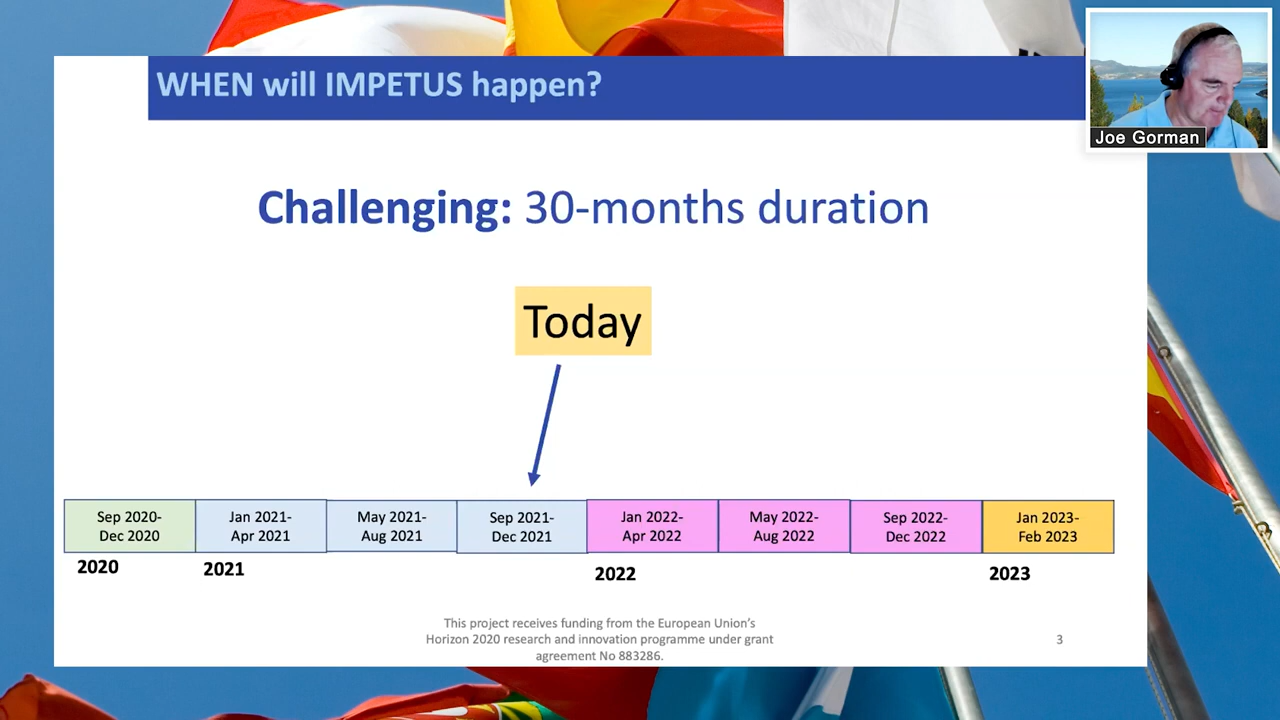 WHEN will IMPETUS happen?
Joe Gorman
Challenging: 30-months duration
Today
Sep 2020-
Dec 2020
Jan 2021-
Apr 2021
May 2021-
Aug 2021
Sep 2021-
Dec 2021
Jan 2022-
Apr 2022
May 2022-
Aug 2022
Sep 2022-
Dec 2022
Jan 2023-
Feb 2023
2020
2021
2022
2023
This project receives funding from the European Union’s
Horizon 2020 research and innovation programme under grant
agreement No 883286.
3